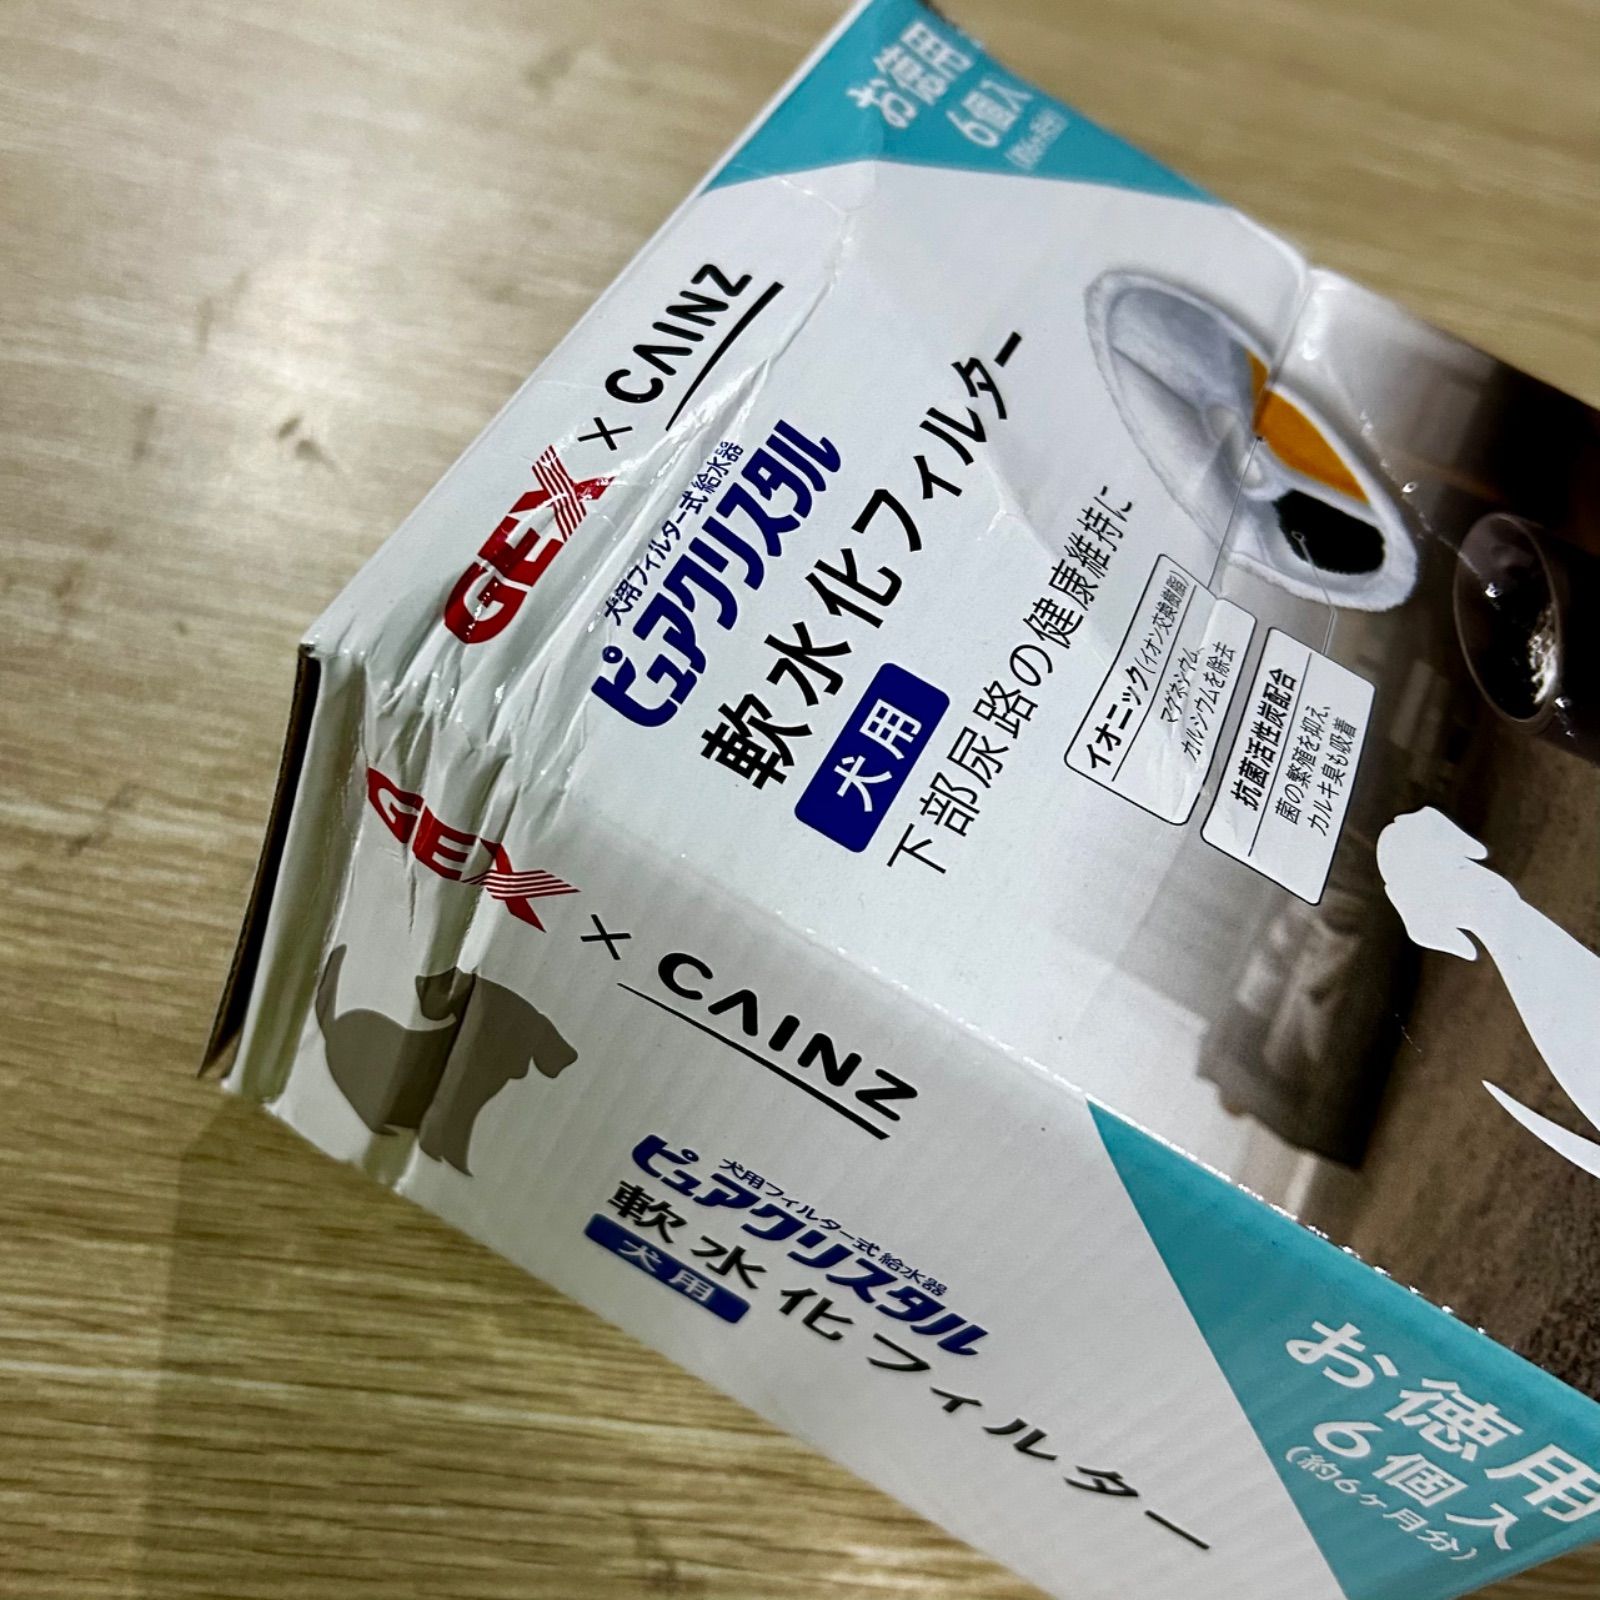 お徳用
6個入
GEX × CAINZ
犬用フィルター式給水器
ピュアクリスタル
軟水化フィルター
犬用
下部尿路の健康維持に
イオニック(イオン交換樹脂)
マグネシウム、
カルシウムを除去
抗菌活性炭配合
菌の繁殖を抑え、
カルキ臭も吸着
GEX × CAINZ
犬用フィルター式給水器
ピュアクリスタル
軟水化フィルター
犬用
お徳用
6個入
(約6ヶ月分)